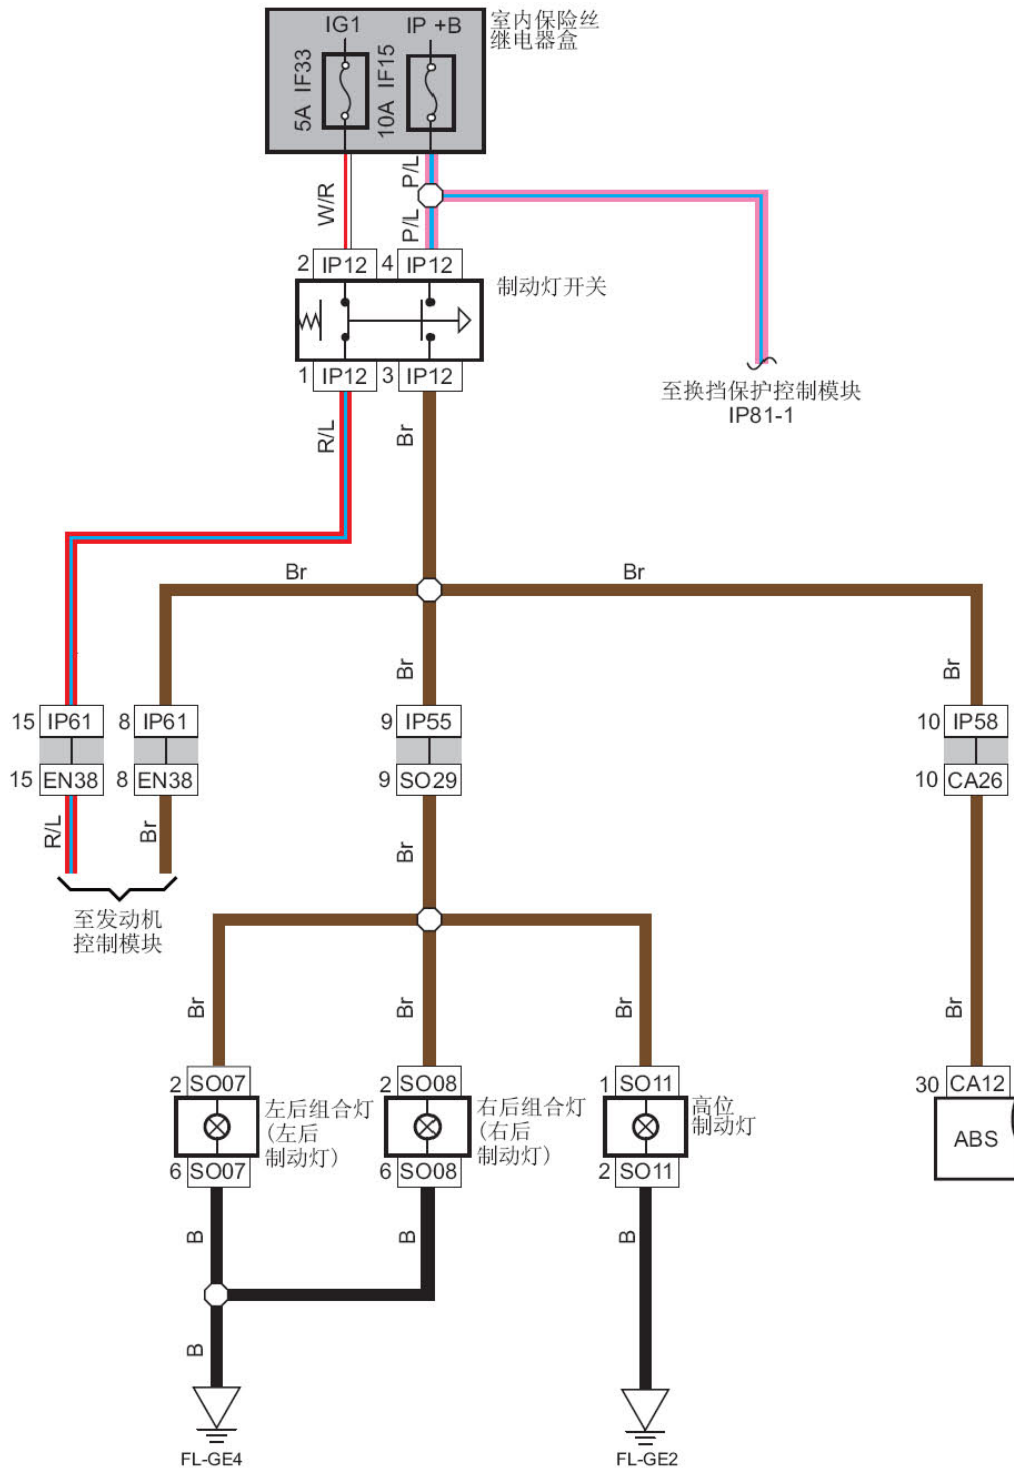 IG1
IP +B
室内保险丝
继电器盒
5A IF33
10A IF15
W/R
P/L
P/L
2 IP12
4 IP12
制动灯开关
1 IP12
3 IP12
至换挡保护控制模块
IP81-1
R/L
Br
Br
Br
Br
Br
15 IP61
8 IP61
9 IP55
10 IP58
15 EN38
8 EN38
9 SO29
10 CA26
R/L
Br
Br
至发动机
控制模块
Br
Br
Br
Br
2 SO07
2 SO08
1 SO11
30 CA12
左后组合灯
(左后
制动灯)
右后组合灯
(右后
制动灯)
高位
制动灯
ABS
6 SO07
6 SO08
2 SO11
B
B
B
B
FL-GE4
FL-GE2